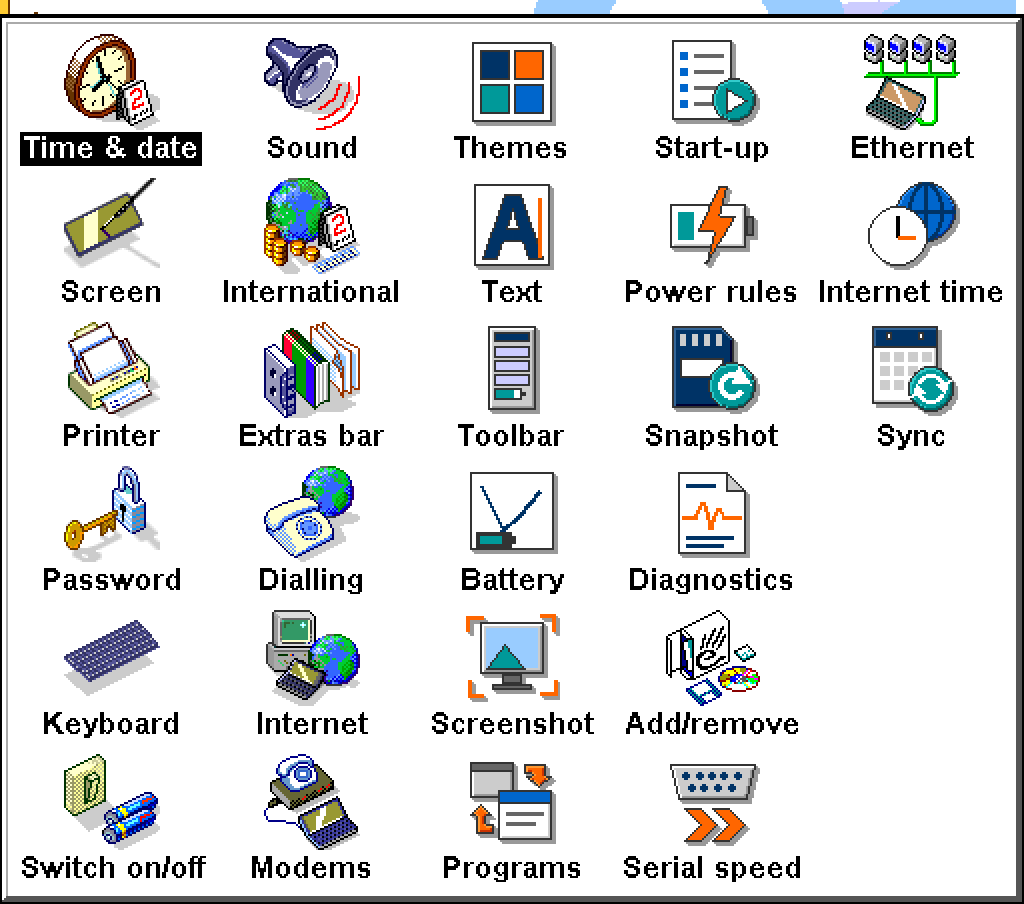 Time & date
Sound
Themes
Start-up
Ethernet
Screen
International
Text
Power rules
Internet time
Printer
Extras bar
Toolbar
Snapshot
Sync
Password
Dialling
Battery
Diagnostics
Keyboard
Internet
Screenshot
Add/remove
Switch on/off
Modems
Programs
Serial speed